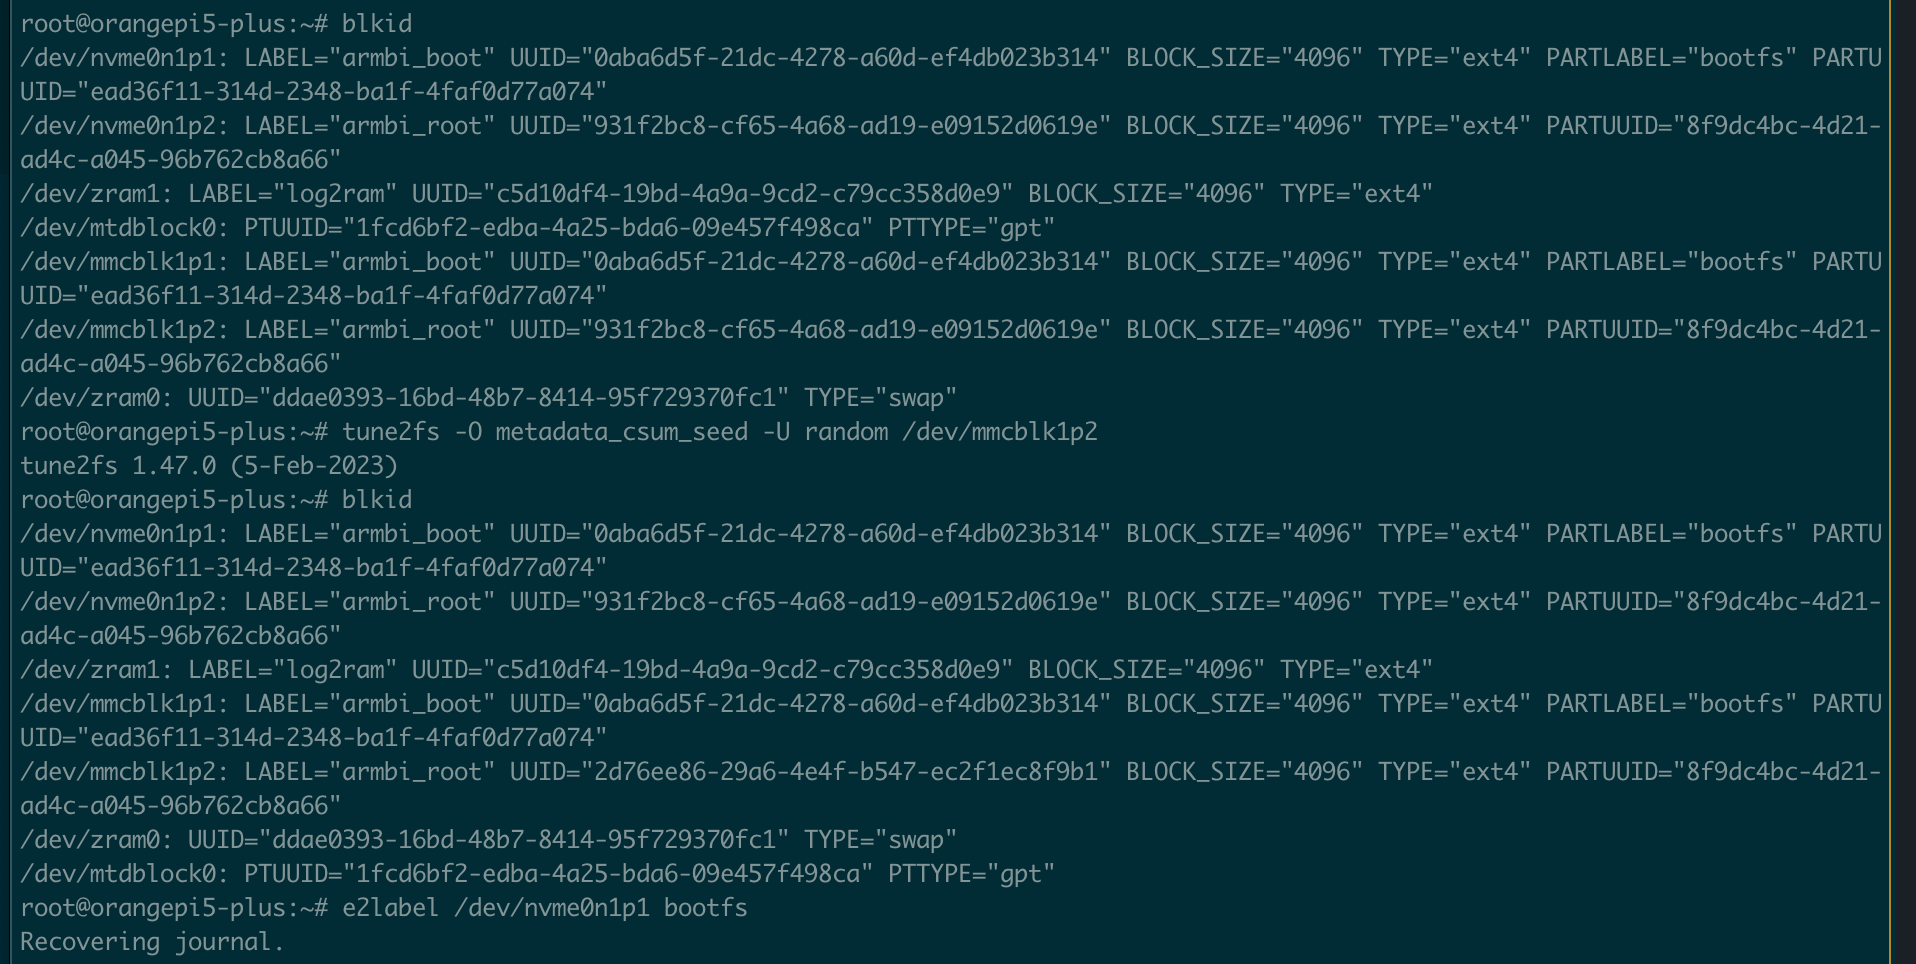 root@orangepi5-plus:~# blkid
/dev/nvme0n1p1: LABEL="armbi_boot" UUID="0aba6d5f-21dc-4278-a60d-ef4db023b314" BLOCK_SIZE="4096" TYPE="ext4" PARTLABEL="bootfs" PARTU
UID="ead36f11-314d-2348-ba1f-4faf0d77a074"
/dev/nvme0n1p2: LABEL="armbi_root" UUID="931f2bc8-cf65-4a68-ad19-e09152d0619e" BLOCK_SIZE="4096" TYPE="ext4" PARTUUID="8f9dc4bc-4d21-
ad4c-a045-96b762cb8a66"
/dev/zram1: LABEL="log2ram" UUID="c5d10df4-19bd-4a9a-9cd2-c79cc358d0e9" BLOCK_SIZE="4096" TYPE="ext4"
/dev/mtdblock0: PTUUID="1fcd6bf2-edba-4a25-bda6-09e457f498ca" PTTYPE="gpt"
/dev/mmcblk1p1: LABEL="armbi_boot" UUID="0aba6d5f-21dc-4278-a60d-ef4db023b314" BLOCK_SIZE="4096" TYPE="ext4" PARTLABEL="bootfs" PARTU
UID="ead36f11-314d-2348-ba1f-4faf0d77a074"
/dev/mmcblk1p2: LABEL="armbi_root" UUID="931f2bc8-cf65-4a68-ad19-e09152d0619e" BLOCK_SIZE="4096" TYPE="ext4" PARTUUID="8f9dc4bc-4d21-
ad4c-a045-96b762cb8a66"
/dev/zram0: UUID="ddae0393-16bd-48b7-8414-95f729370fc1" TYPE="swap"
root@orangepi5-plus:~# tune2fs -O metadata_csum_seed -U random /dev/mmcblk1p2
tune2fs 1.47.0 (5-Feb-2023)
root@orangepi5-plus:~# blkid
/dev/nvme0n1p1: LABEL="armbi_boot" UUID="0aba6d5f-21dc-4278-a60d-ef4db023b314" BLOCK_SIZE="4096" TYPE="ext4" PARTLABEL="bootfs" PARTU
UID="ead36f11-314d-2348-ba1f-4faf0d77a074"
/dev/nvme0n1p2: LABEL="armbi_root" UUID="931f2bc8-cf65-4a68-ad19-e09152d0619e" BLOCK_SIZE="4096" TYPE="ext4" PARTUUID="8f9dc4bc-4d21-
ad4c-a045-96b762cb8a66"
/dev/zram1: LABEL="log2ram" UUID="c5d10df4-19bd-4a9a-9cd2-c79cc358d0e9" BLOCK_SIZE="4096" TYPE="ext4"
/dev/mmcblk1p1: LABEL="armbi_boot" UUID="0aba6d5f-21dc-4278-a60d-ef4db023b314" BLOCK_SIZE="4096" TYPE="ext4" PARTLABEL="bootfs" PARTU
UID="ead36f11-314d-2348-ba1f-4faf0d77a074"
/dev/mmcblk1p2: LABEL="armbi_root" UUID="2d76ee86-29a6-4e4f-b547-ec2f1ec8f9b1" BLOCK_SIZE="4096" TYPE="ext4" PARTUUID="8f9dc4bc-4d21-
ad4c-a045-96b762cb8a66"
/dev/zram0: UUID="ddae0393-16bd-48b7-8414-95f729370fc1" TYPE="swap"
/dev/mtdblock0: PTUUID="1fcd6bf2-edba-4a25-bda6-09e457f498ca" PTTYPE="gpt"
root@orangepi5-plus:~# e2label /dev/nvme0n1p1 bootfs
Recovering journal.